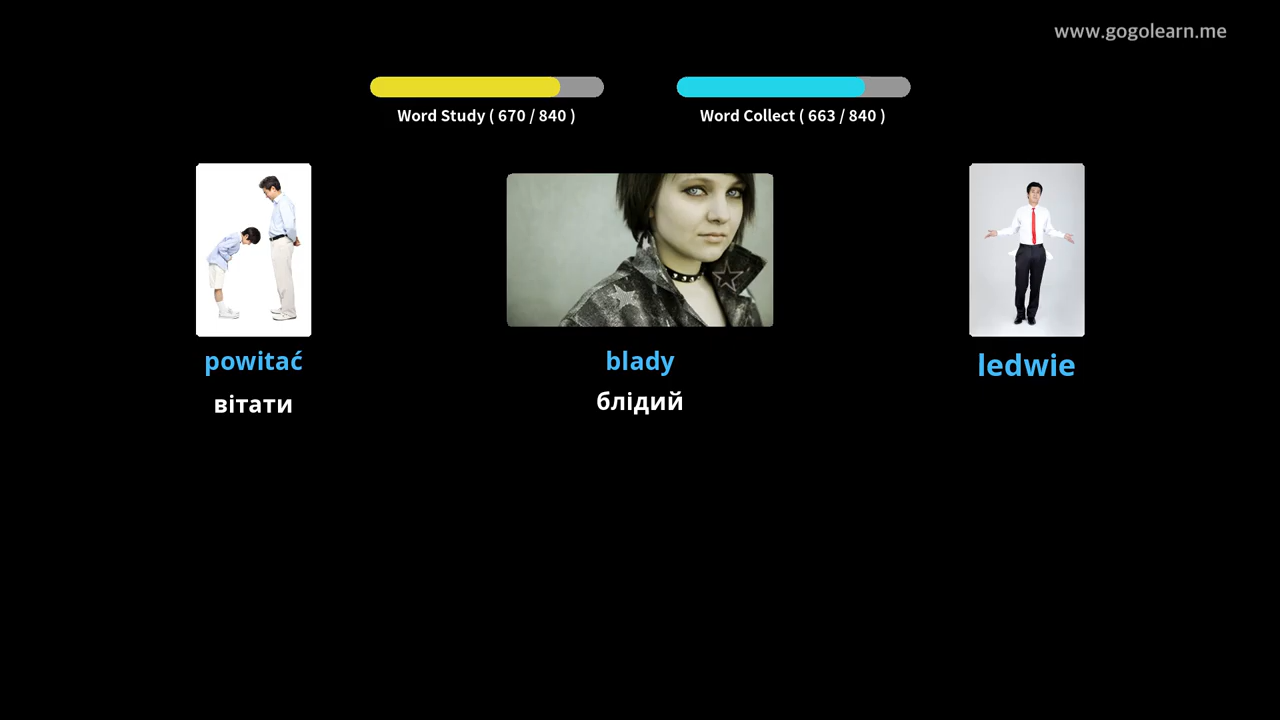 www.gogolearn.me
Word Study ( 670 / 840 )
Word Collect ( 663 / 840 )
powitać
blady
ledwie
вітати
блідий